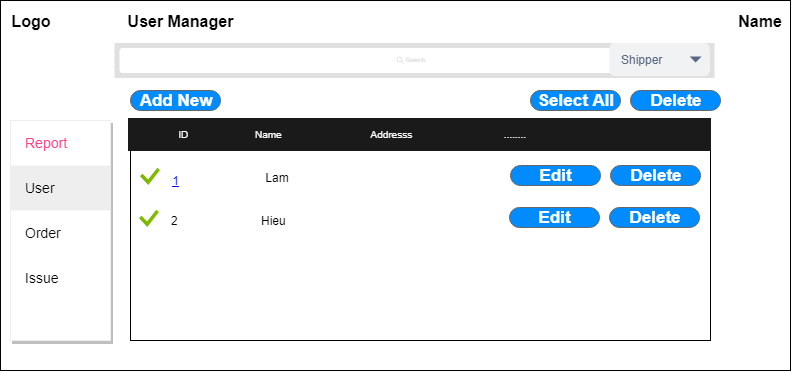 Logo User Manager Name
Search
Shipper
Add New Select All Delete
ID Name Addresss ........
Report
User
Order
Issue
1 Lam Edit Delete
2 Hieu Edit Delete